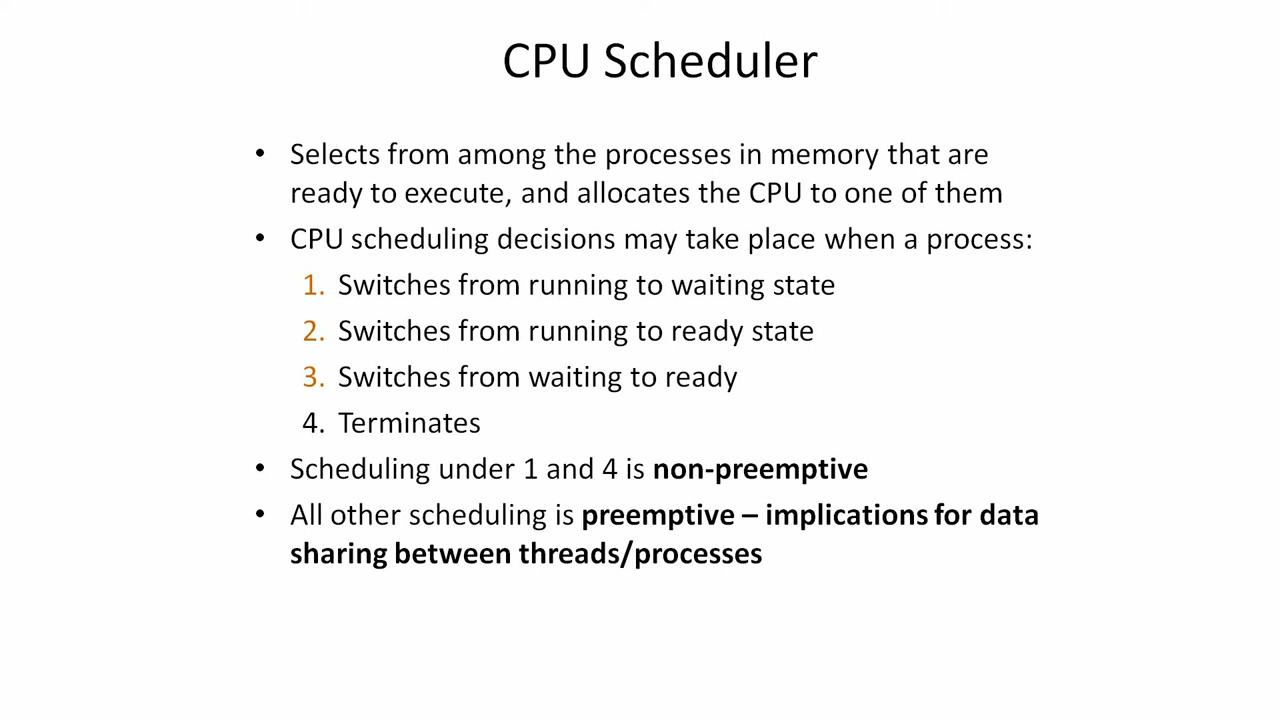 CPU Scheduler
• Selects from among the processes in memory that are
ready to execute, and allocates the CPU to one of them
• CPU scheduling decisions may take place when a process:
1. Switches from running to waiting state
2. Switches from running to ready state
3. Switches from waiting to ready
4. Terminates
• Scheduling under 1 and 4 is non-preemptive
• All other scheduling is preemptive – implications for data
sharing between threads/processes